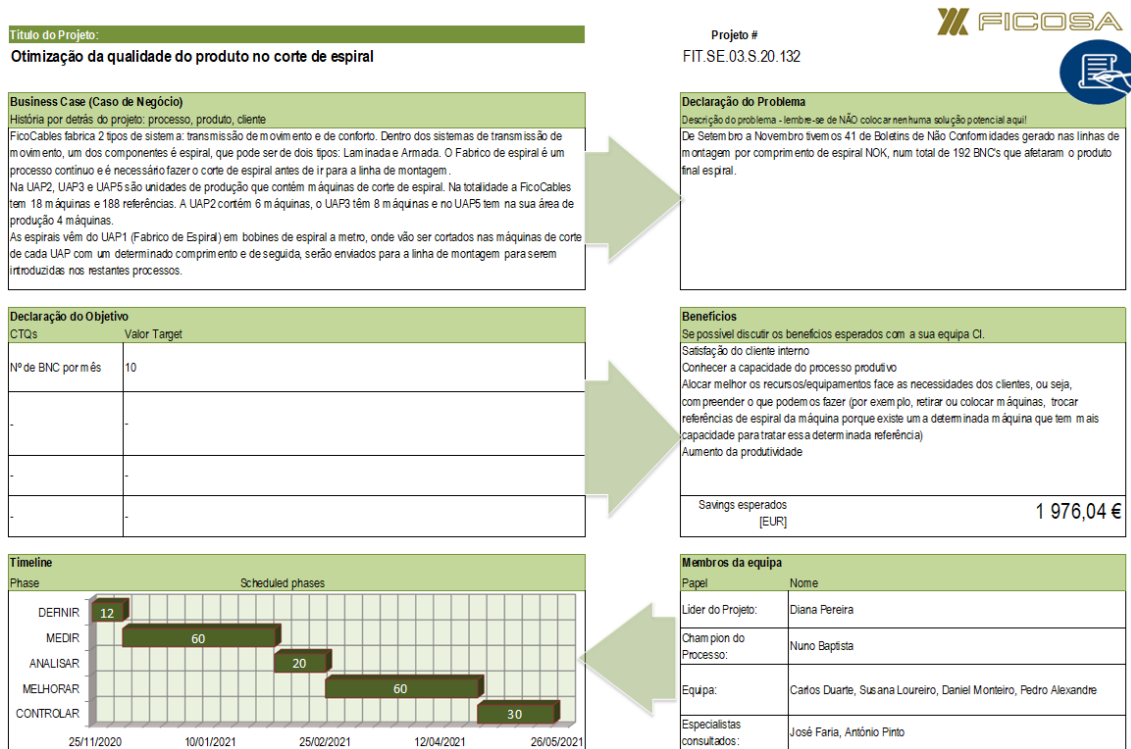 FICOSA
Título do Projeto:
Otimização da qualidade do produto no corte de espiral
Projeto #
FIT.SE.03.S.20.132
Business Case (Caso de Negócio)
História por detrás do projeto: processo, produto, cliente
FicoCables fabrica 2 tipos de sistema: transmissão de movimento e de conforto. Dentro dos sistemas de transmissão de
movimento, um dos componentes é espiral, que pode ser de dois tipos: Laminada e Armada. O Fabrico de espiral é um
processo contínuo e é necessário fazer o corte de espiral antes de ir para a linha de montagem.
Na UAP2, UAP3 e UAP5 são unidades de produção que contém máquinas de corte de espiral. Na totalidade a FicoCables
tem 18 máquinas e 188 referências. A UAP2 contém 6 máquinas, o UAP3 têm 8 máquinas e no UAP5 tem na sua área de
produção 4 máquinas.
As espirais vêm do UAP1 (Fabrico de Espiral) em bobines de espiral a metro, onde vão ser cortados nas máquinas de corte
de cada UAP com um determinado comprimento e de seguida, serão enviados para a linha de montagem para serem
introduzidas nos restantes processos.
Declaração do Problema
Descrição do problema - lembre-se de NÃO colocar nenhuma solução potencial aqui!
De Setembro a Novembro tivemos 41 de Boletins de Não Conformidades gerado nas linhas de
montagem por comprimento de espiral NOK, num total de 192 BNC's que afetaram o produto
final espiral.
Declaração do Objetivo
CTQs Valor Target
Nº de BNC por mês 10
- -
- -
- -
Benefícios
Se possível discutir os benefícios esperados com a sua equipa CI.
Satisfação do cliente interno
Conhecer a capacidade do processo produtivo
Alocar melhor os recursos/equipamentos face as necessidades dos clientes, ou seja,
compreender o que podemos fazer (por exemplo, retirar ou colocar máquinas, trocar
referências de espiral da máquina porque existe uma determinada máquina que tem mais
capacidade para tratar essa determinada referência)
Aumento da produtividade
Savings esperados
[EUR]
1 976,04 €
Timeline
Phase Scheduled phases
DEFINIR 12
MEDIR 60
ANALISAR 20
MELHORAR 60
CONTROLAR 30
25/11/2020 10/01/2021 25/02/2021 12/04/2021 26/05/2021
Membros da equipa
Papel Nome
Líder do Projeto: Diana Pereira
Champion do
Processo:
Nuno Baptista
Equipa: Carlos Duarte, Susana Loureiro, Daniel Monteiro, Pedro Alexandre
Especialistas
consultados:
José Faria, António Pinto